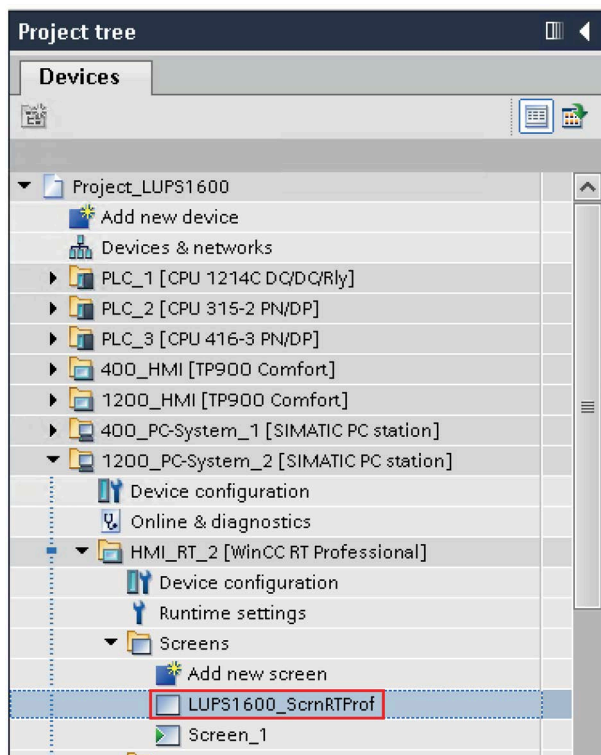 Project tree
Devices
Project_LUPS1600
Add new device
Devices & networks
PLC_1 [CPU 1214C DC/DC/Rly]
PLC_2 [CPU 315-2 PN/DP]
PLC_3 [CPU 416-3 PN/DP]
400_HMI [TP900 Comfort]
1200_HMI [TP900 Comfort]
400_PC-System_1 [SIMATIC PC station]
1200_PC-System_2 [SIMATIC PC station]
Device configuration
Online & diagnostics
HMI_RT_2 [WinCC RT Professional]
Device configuration
Runtime settings
Screens
Add new screen
LUPS1600_ScrnRTProf
Screen_1